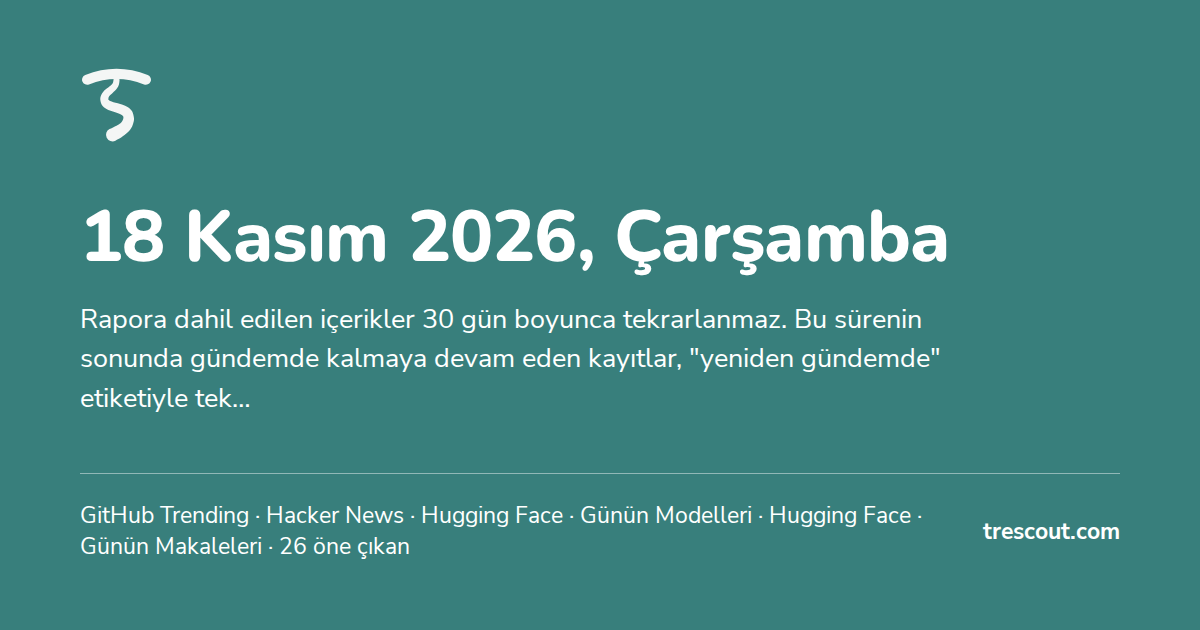 18 Kasım 2026, Çarşamba
Rapora dahil edilen içerikler 30 gün boyunca tekrarlanmaz. Bu sürenin
sonunda gündemde kalmaya devam eden kayıtlar, "yeniden gündemde"
etiketiyle tek...
GitHub Trending · Hacker News · Hugging Face · Günün Modelleri · Hugging Face ·
Günün Makaleleri · 26 öne çıkan
trescout.com